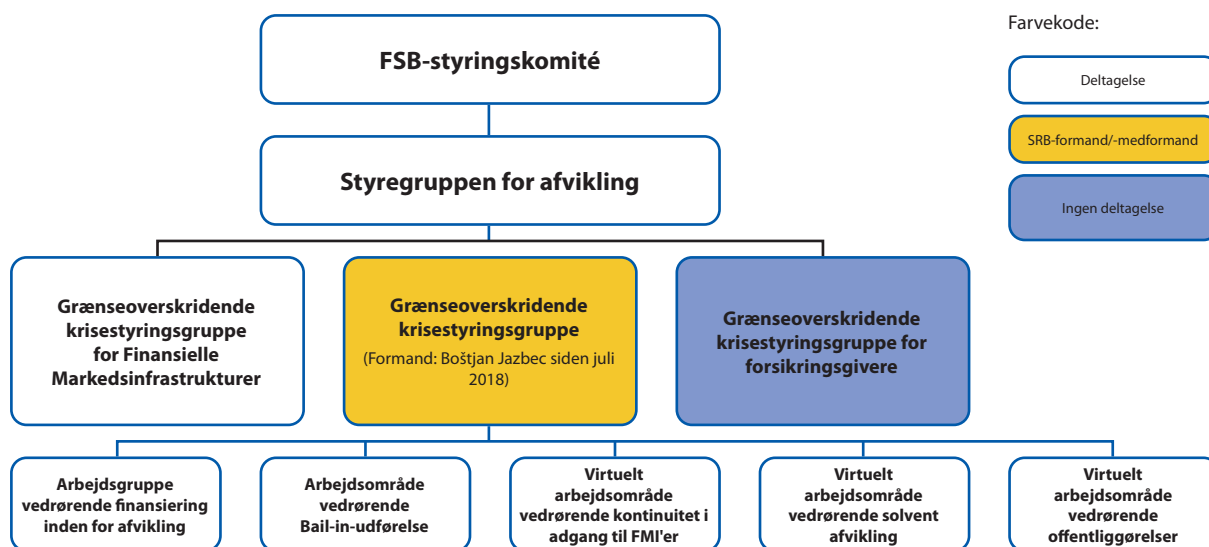 Farvekode:
FSB-styringskomité
Deltagelse
SRB-formand/-medformand
Styregruppen for afvikling
Ingen deltagelse
Grænseoverskridende
krisestyringsgruppe
for Finansielle
Markedsinfrastrukturer
Grænseoverskridende
krisestyringsgruppe
(Formand: Boštjan Jazbec siden juli
2018)
Grænseoverskridende
krisestyringsgruppe for
forsikringsgivere
Arbejdsgruppe
vedrørende finansiering
inden for afvikling
Arbejdsområde
vedrørende
Bail-in-udførelse
Virtuelt
arbejdsområde
vedrørende kontinuitet i
adgang til FMI'er
Virtuelt
arbejdsområde
vedrørende solvent
afvikling
Virtuelt
arbejdsområde
vedrørende
offentliggørelser